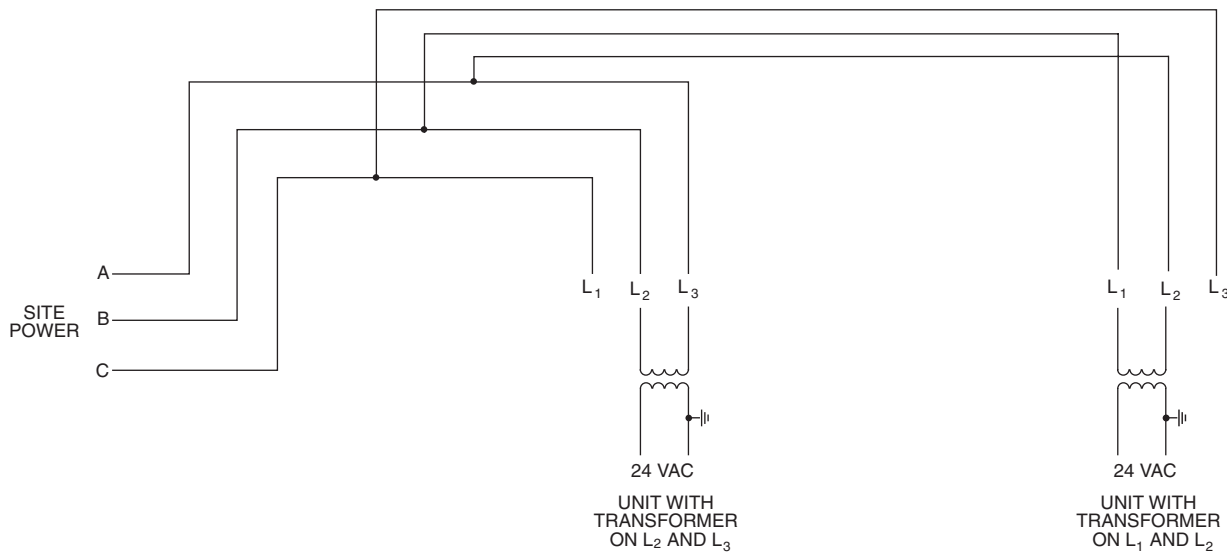 A
SITE
POWER
B
C
L1
L2
L3
L1
L2
L3
24 VAC
UNIT WITH
TRANSFORMER
ON L2 AND L3
24 VAC
UNIT WITH
TRANSFORMER
ON L1 AND L2